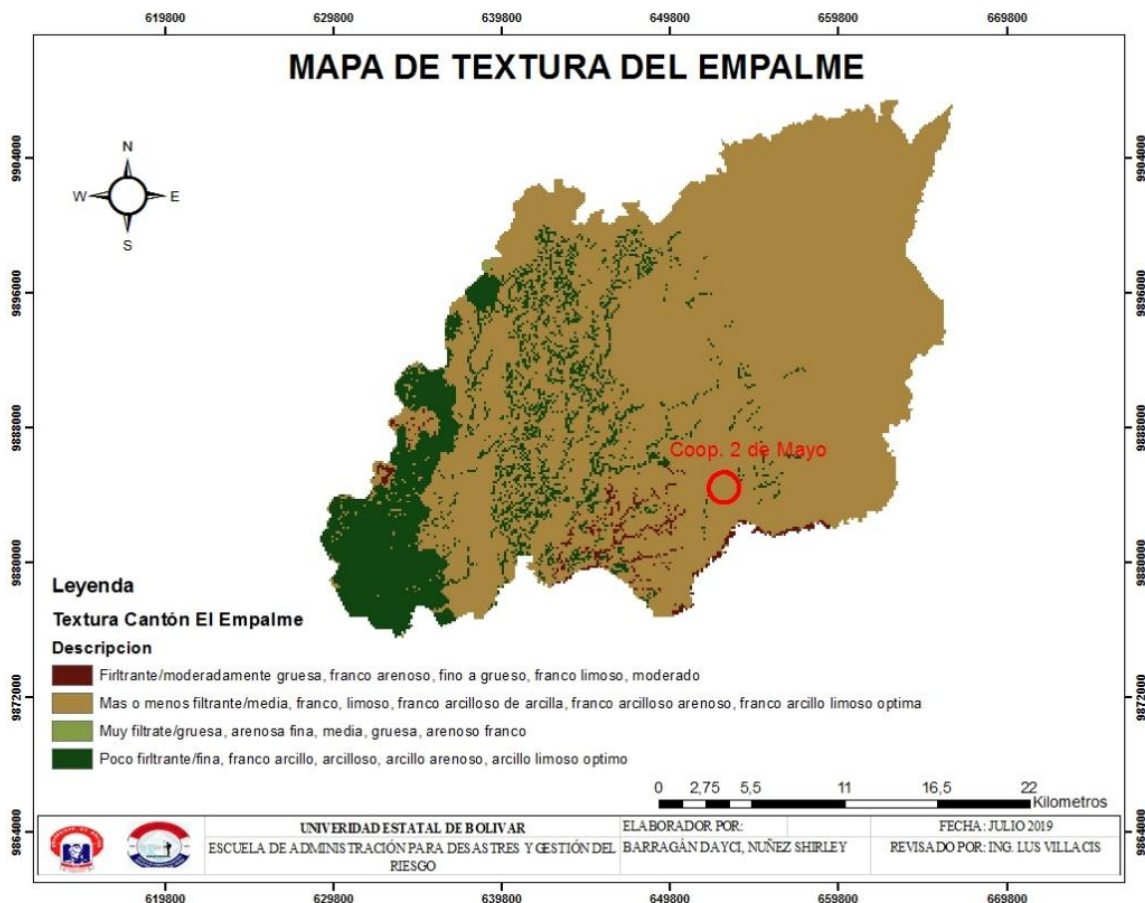 619800 629800 639800 649800 659800 669800
MAPA DE TEXTURA DEL EMPALME
9904000 9904000
N
W E
S
9896000 9896000
9888000 9888000
Coop. 2 de Mayo
9880000 9880000
Leyenda
Textura Cantón El Empalme
Descripcion
Firltrante/moderadamente gruesa, franco arenoso, fino a grueso, franco limoso, moderado
Mas o menos filtrante/media, franco, limoso, franco arcilloso de arcilla, franco arcilloso arenoso, franco arcillo limoso optima
9872000 9872000
Muy filtrate/gruesa, arenosa fina, media, gruesa, arenoso franco
Poco firltrante/fina, franco arcillo, arcilloso, arcillo arenoso, arcillo limoso optimo
0 2,75 5,5 11 16,5 22
Kilometros
9864000 9864000
UNIVERIDAD ESTATAL DE BOLIVAR
ESCUELA DE ADMINISTRACIÓN PARA DESASTRES Y GESTIÓN DEL
RIESGO
ELABORADOR POR:
BARRAGÁN DAYCI, NUÑEZ SHIRLEY
FECHA: JULIO 2019
REVISADO POR: ING. LUS VILLACIS
619800 629800 639800 649800 659800 669800